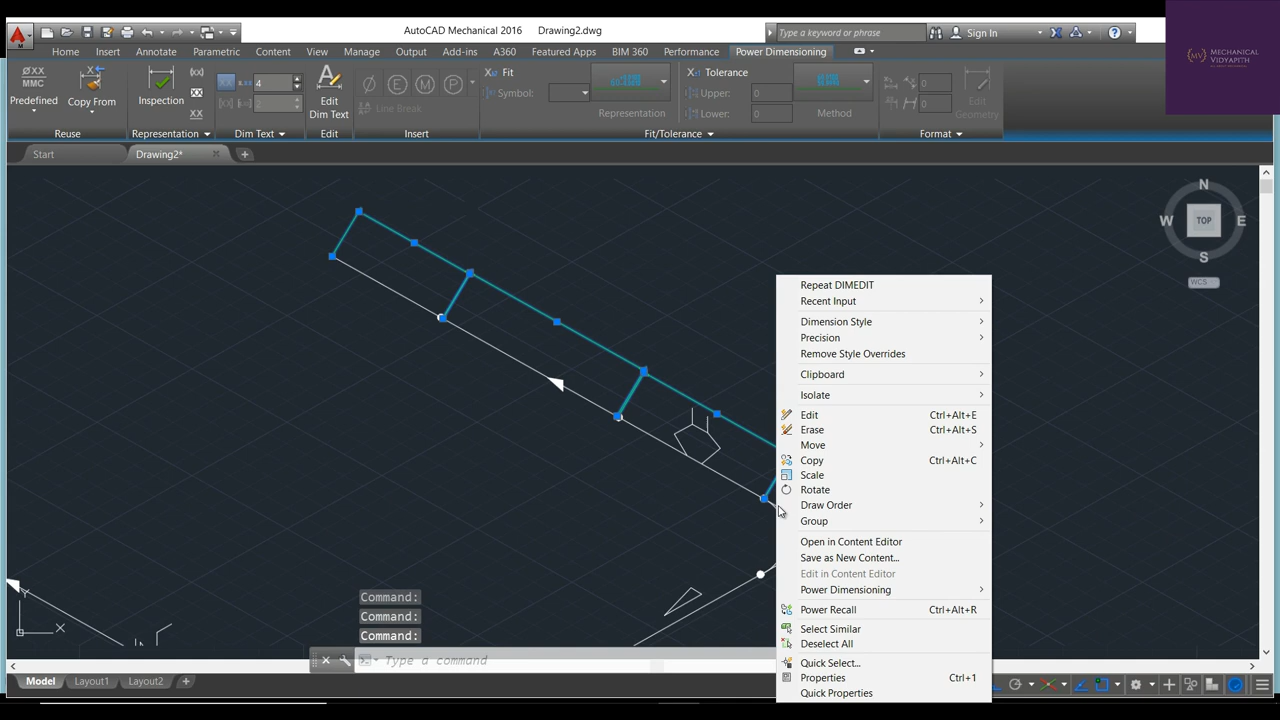 AutoCAD Mechanical 2016 Drawing2.dwg
Type a keyword or phrase
Sign In
MV
MECHANICAL
VIDYAPITH
M
Home Insert Annotate Parametric Content View Manage Output Add-ins A360 Featured Apps BIM 360 Performance Power Dimensioning
Predefined
Copy From
Inspection
4
2
Edit
Dim Text
Line Break
Fit
Symbol:
Representation
Tolerance
Upper: 0
Lower: 0
Method
0
0
Edit
Geometry
Reuse Representation Dim Text Edit Insert Fit/Tolerance Format
Start Drawing2*
N
W TOP E
S
WCS
Repeat DIMEDIT
Recent Input
Dimension Style
Precision
Remove Style Overrides
Clipboard
Isolate
Edit Ctrl+Alt+E
Erase Ctrl+Alt+S
Move
Copy Ctrl+Alt+C
Scale
Rotate
Draw Order
Group
Open in Content Editor
Save as New Content...
Edit in Content Editor
Power Dimensioning
Power Recall Ctrl+Alt+R
Select Similar
Deselect All
Quick Select...
Properties Ctrl+1
Quick Properties
Y
X
Command:
Command:
Command:
Type a command
Model Layout1 Layout2